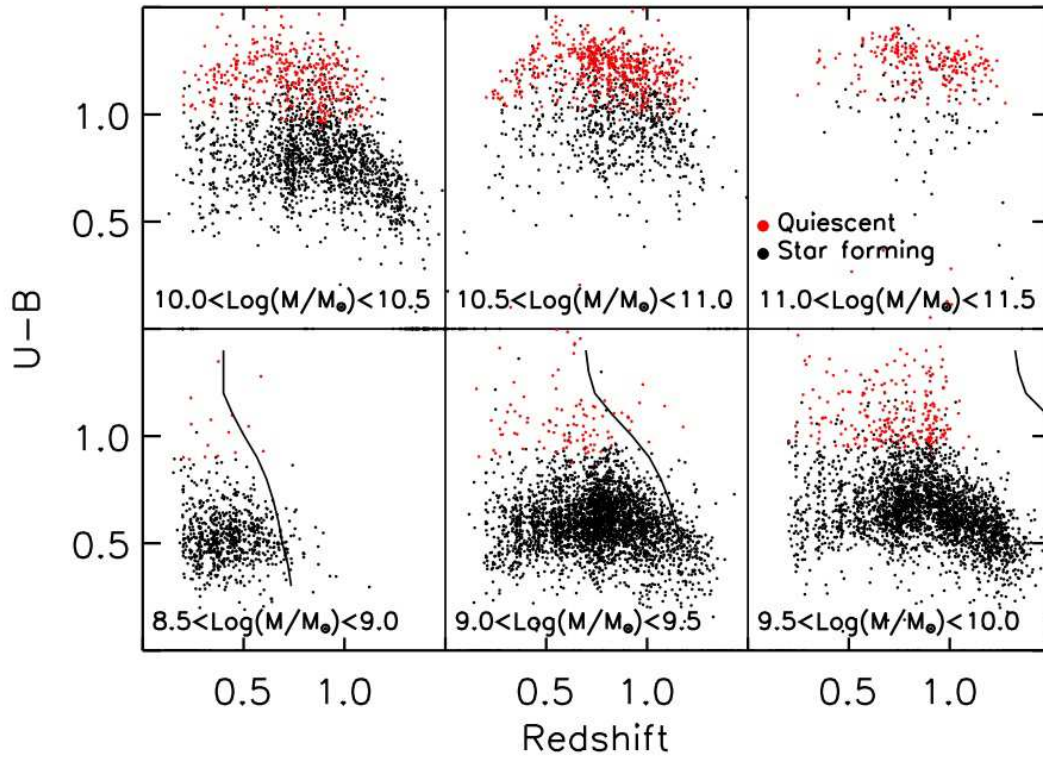 1.0
0.5
Quiescent
Star forming
10.0<Log(M/M⊙)<10.5
10.5<Log(M/M⊙)<11.0
11.0<Log(M/M⊙)<11.5
U-B
1.0
0.5
8.5<Log(M/M⊙)<9.0
9.0<Log(M/M⊙)<9.5
9.5<Log(M/M⊙)<10.0
0.5 1.0 0.5 1.0 0.5 1.0
Redshift